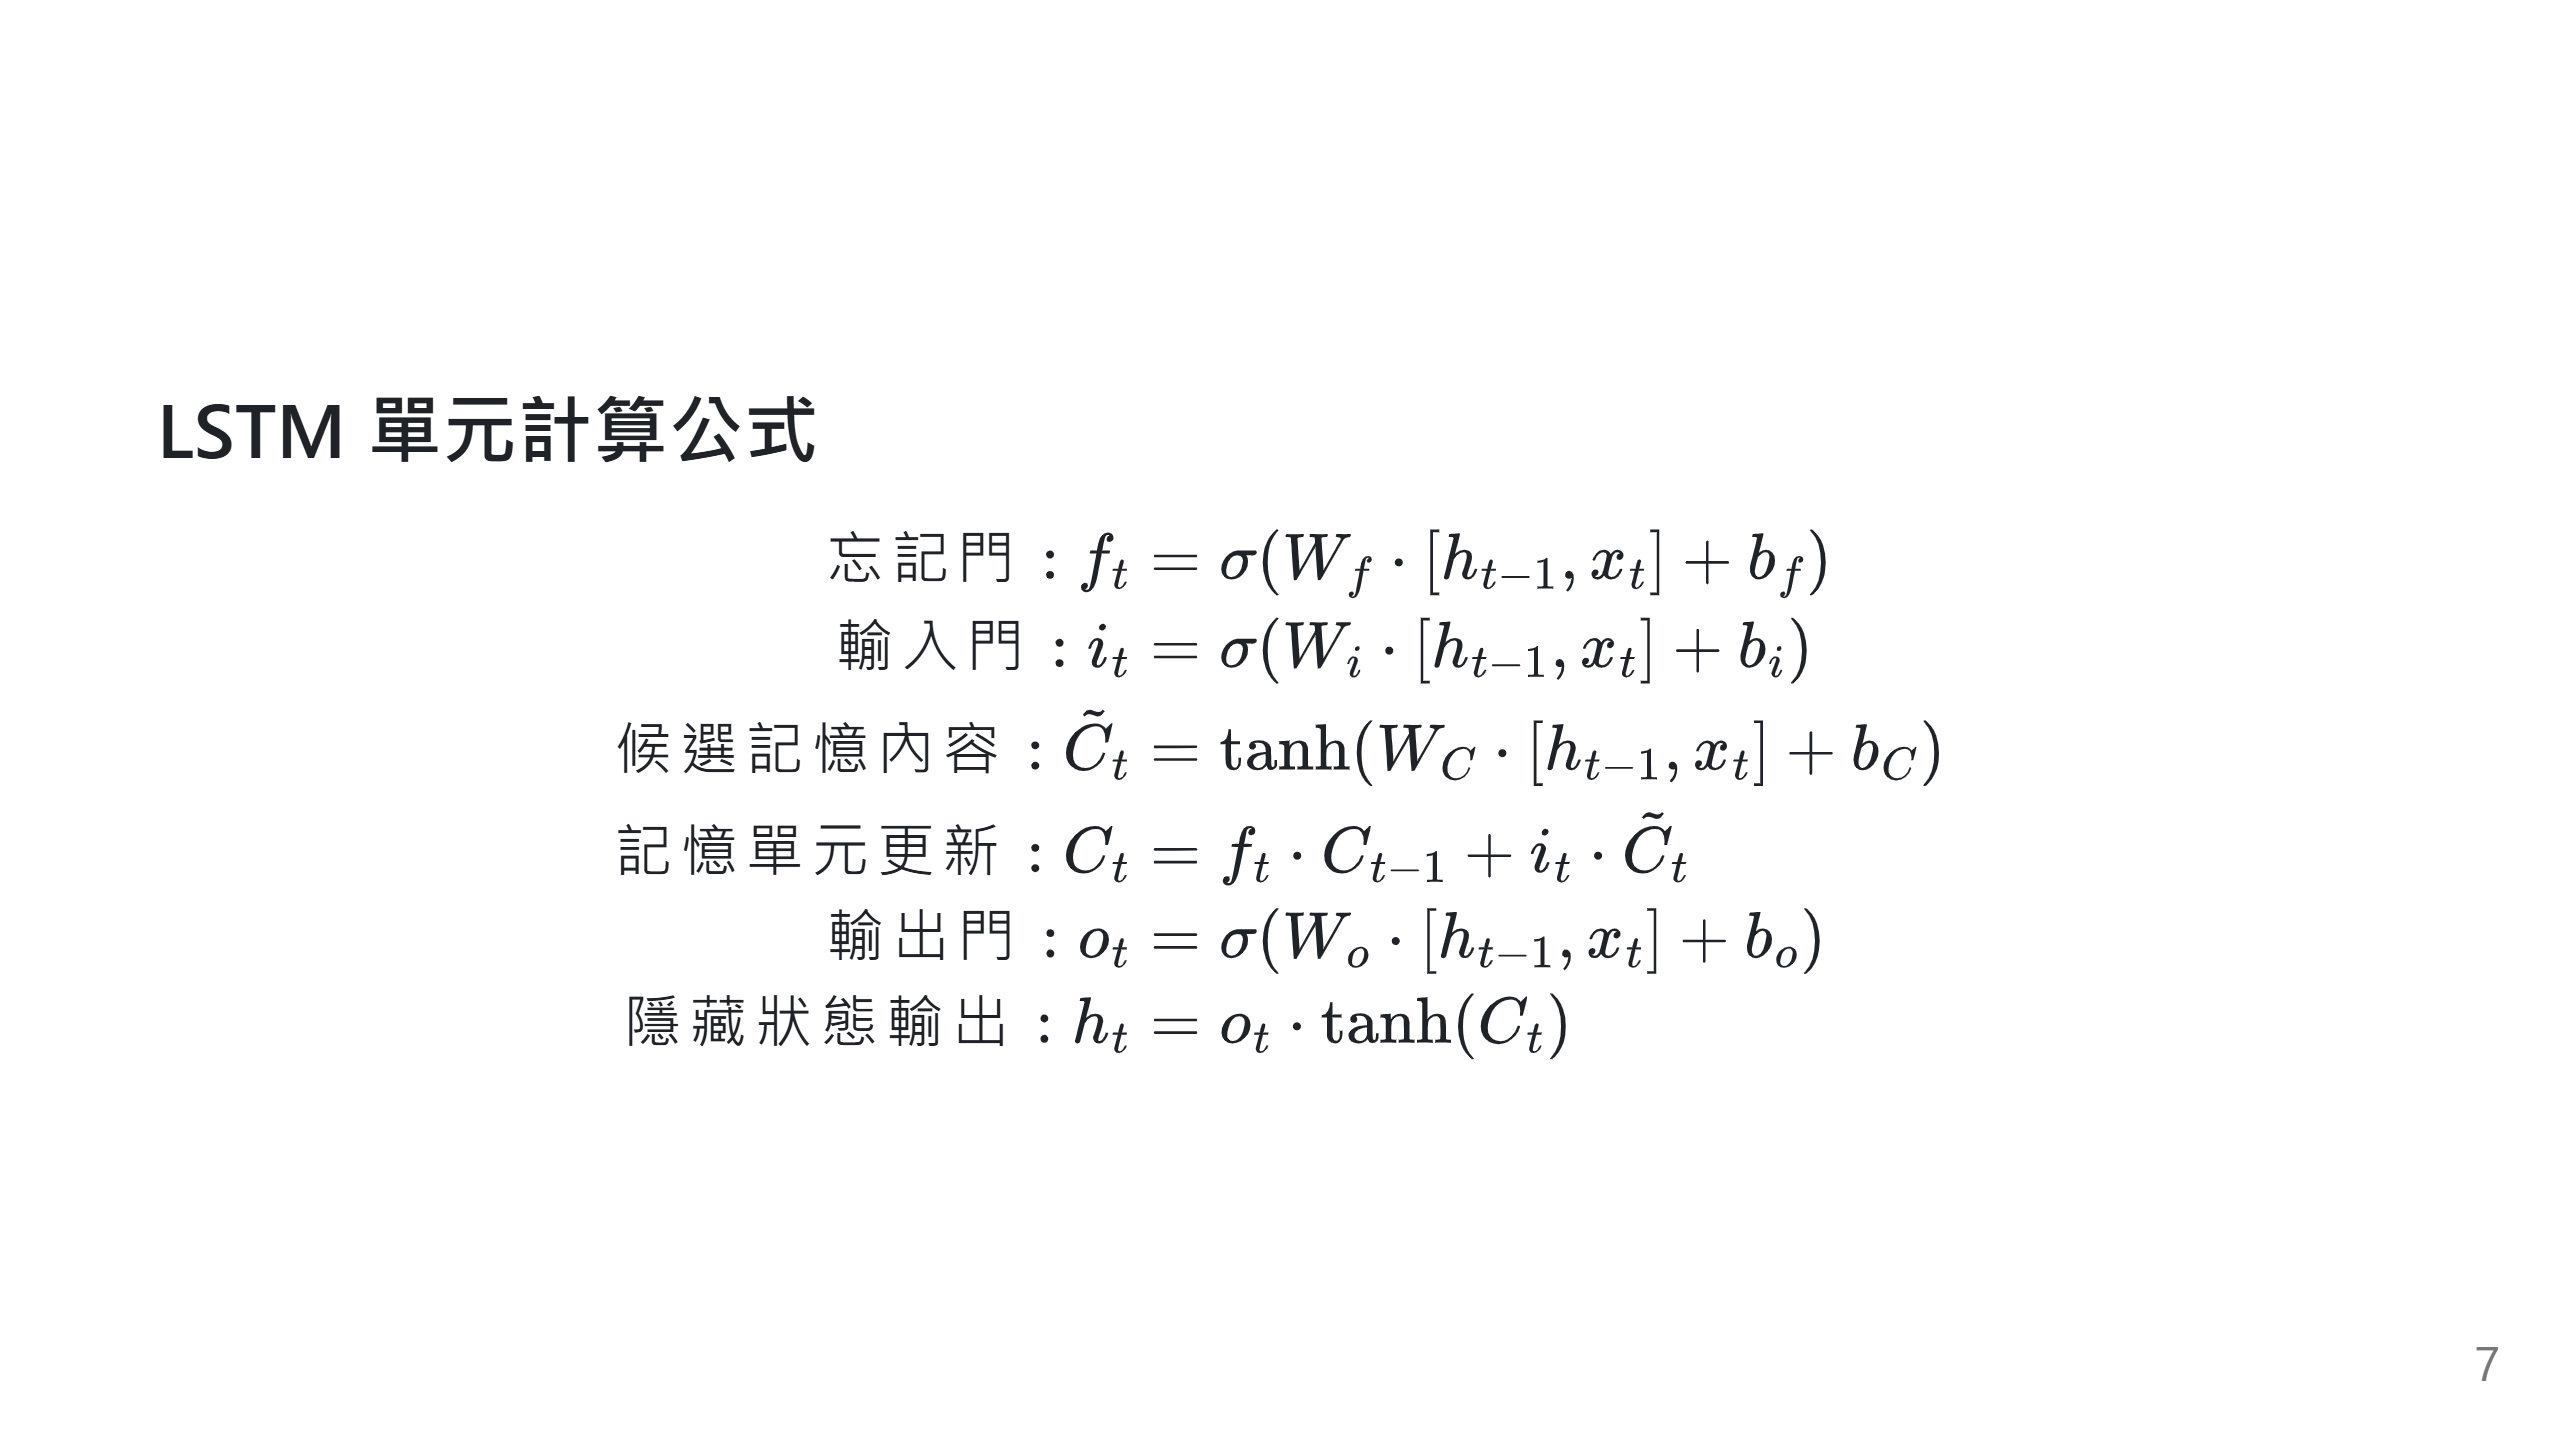 LSTM 單元計算公式
忘記門 : f_t = σ(W_f · [h_{t−1}, x_t] + b_f)
輸入門 : i_t = σ(W_i · [h_{t−1}, x_t] + b_i)
候選記憶內容 : C̃_t = tanh(W_C · [h_{t−1}, x_t] + b_C)
記憶單元更新 : C_t = f_t · C_{t−1} + i_t · C̃_t
輸出門 : o_t = σ(W_o · [h_{t−1}, x_t] + b_o)
隱藏狀態輸出 : h_t = o_t · tanh(C_t)
7